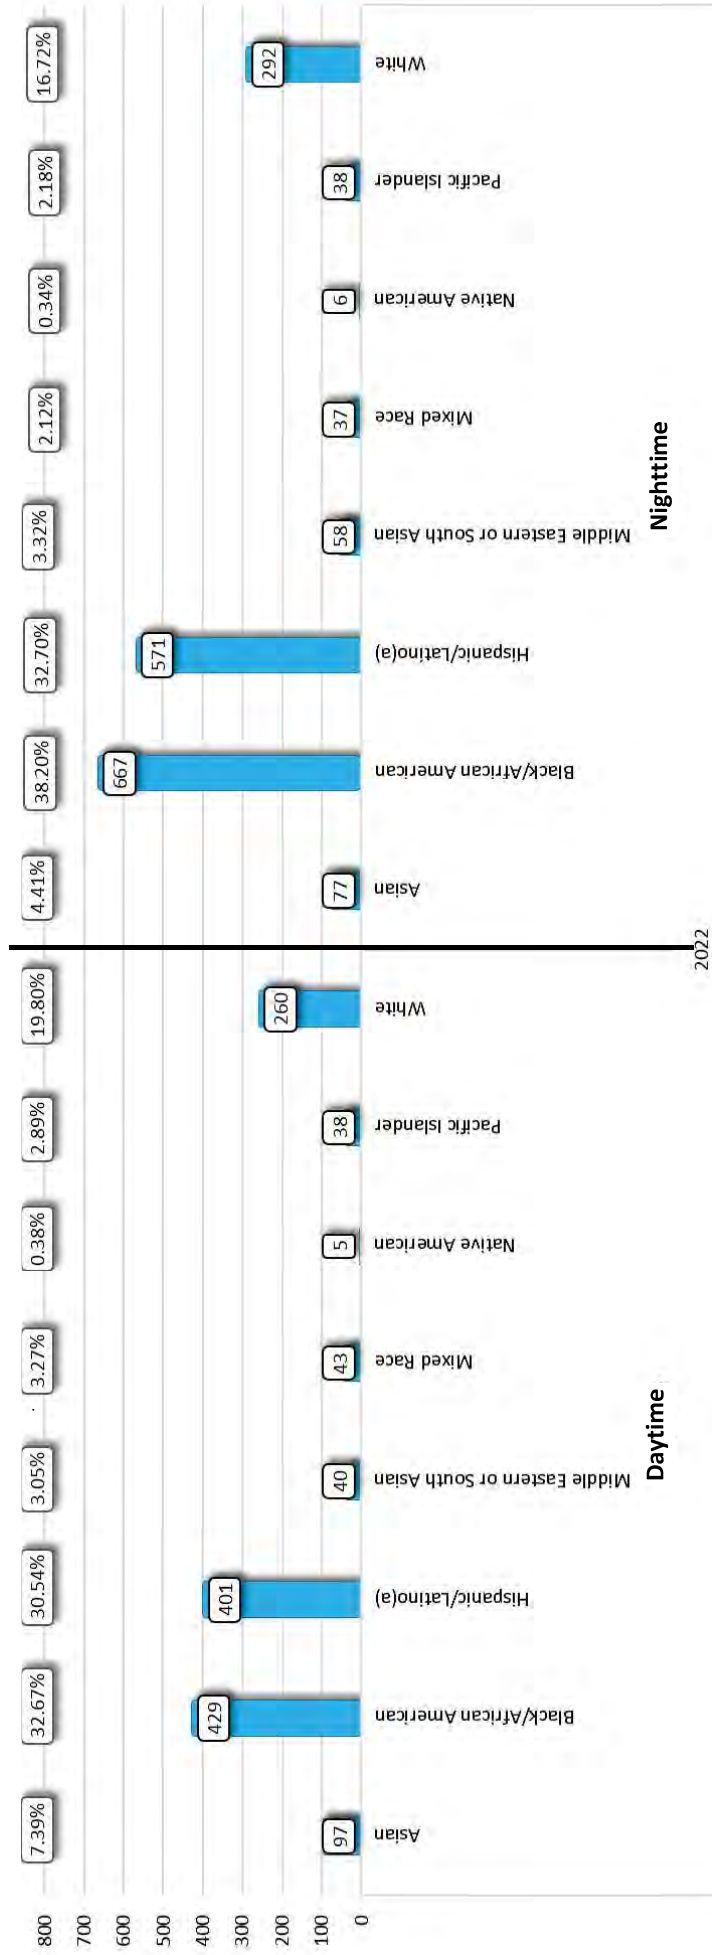 800
700
600
500
400
300
200
100
0
7.39%
32.67%
30.54%
3.05%
3.27%
0.38%
2.89%
19.80%
4.41%
38.20%
32.70%
3.32%
2.12%
0.34%
2.18%
16.72%
97
429
401
40
43
5
38
260
77
667
571
58
37
6
38
292
Asian
Black/African American
Hispanic/Latino(a)
Middle Eastern or South Asian
Mixed Race
Native American
Pacific Islander
White
Asian
Black/African American
Hispanic/Latino(a)
Middle Eastern or South Asian
Mixed Race
Native American
Pacific Islander
White
Daytime
Nighttime
2022